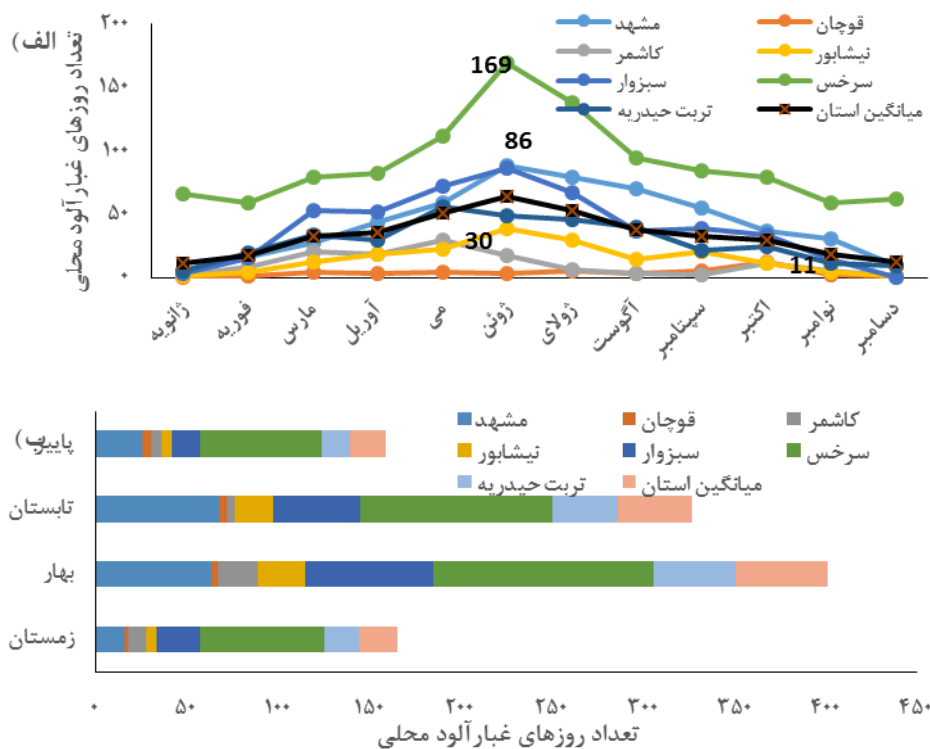 الف)
تعداد روزهای غبارآلود محلی
۲۰۰
۱۵۰
۱۰۰
۵۰
۰
مشهد
قوچان
کاشمر
نیشابور
سبزوار
سرخس
تربت حیدریه
میانگین استان
169
86
30
11
ژانویه
فوریه
مارس
آوریل
می
ژوئن
ژولای
آگوست
سپتامبر
اکتبر
نوامبر
دسامبر
ب)
مشهد
قوچان
کاشمر
نیشابور
سبزوار
سرخس
تربت حیدریه
میانگین استان
پاییز
تابستان
بهار
زمستان
۰ ۵۰ ۱۰۰ ۱۵۰ ۲۰۰ ۲۵۰ ۳۰۰ ۳۵۰ ۴۰۰ ۴۵۰
تعداد روزهای غبارآلود محلی